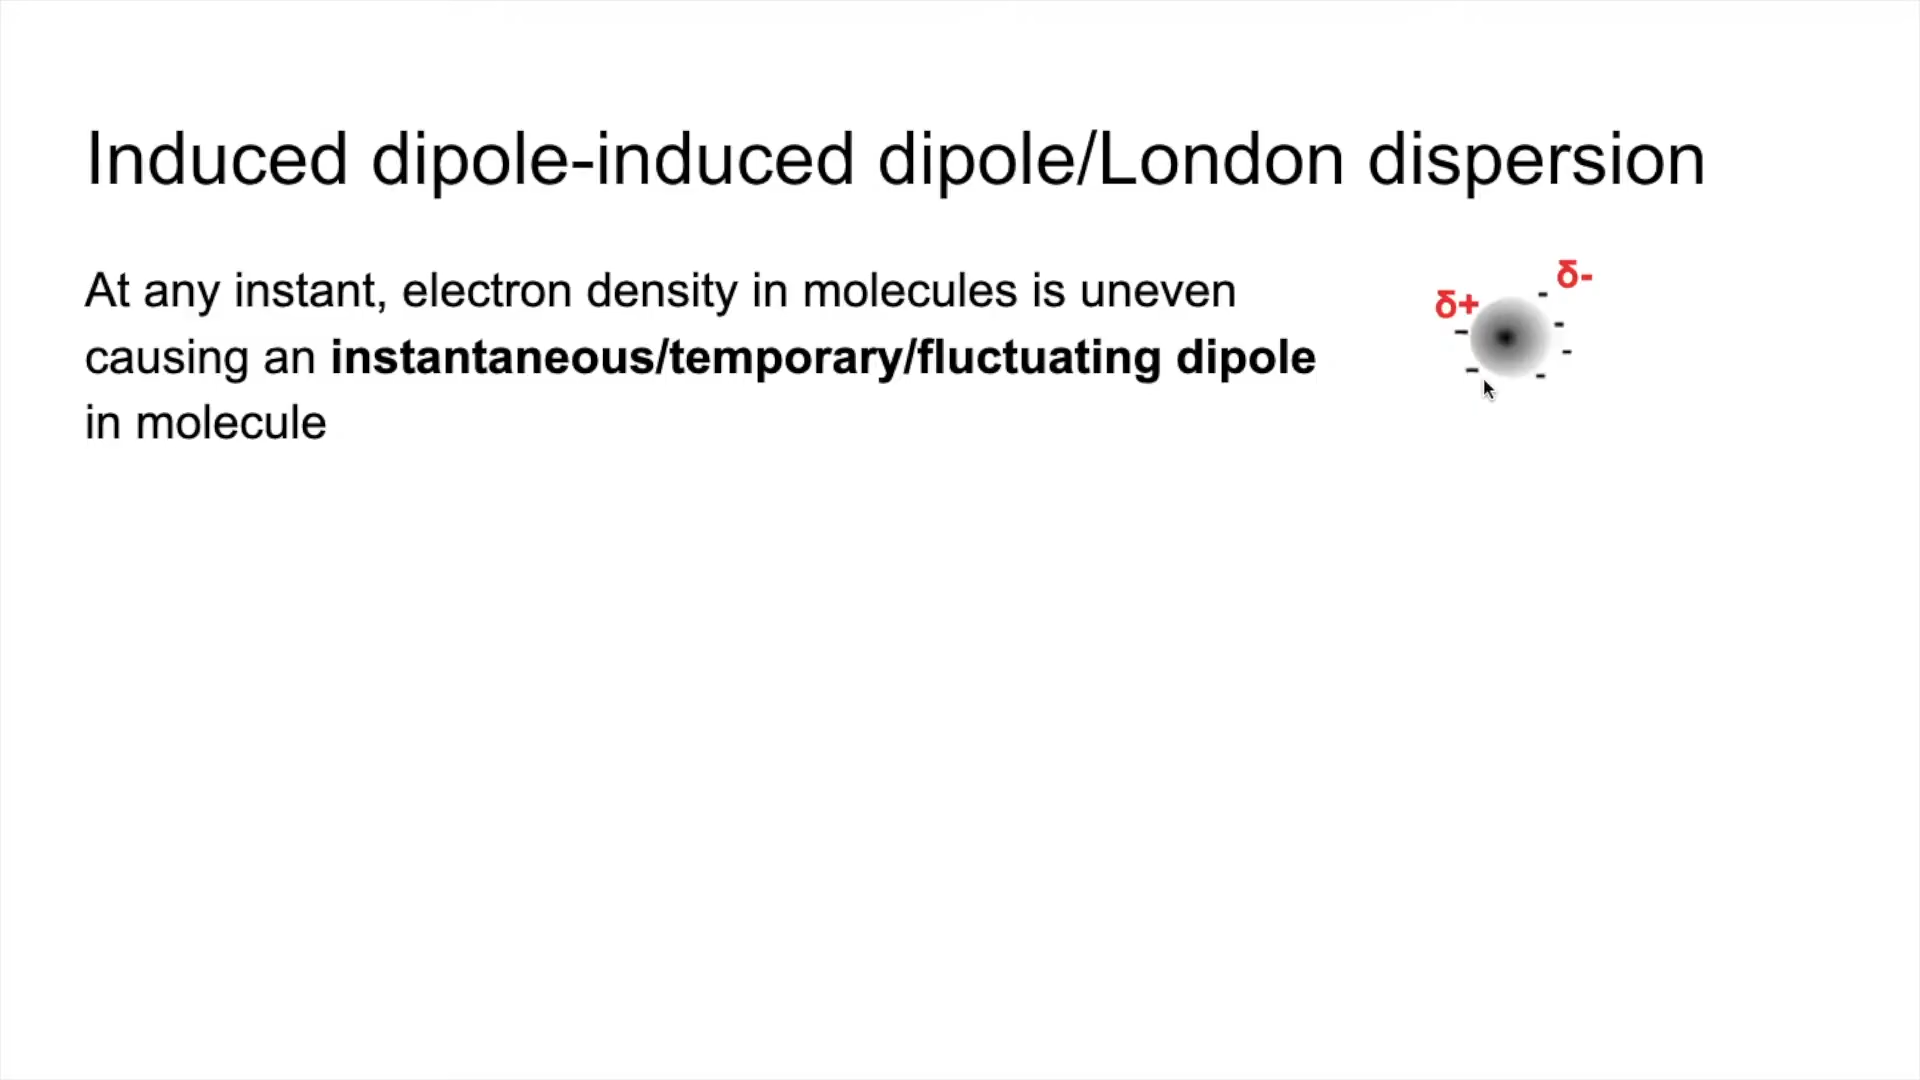 Induced dipole-induced dipole/London dispersion
At any instant, electron density in molecules is uneven
causing an instantaneous/temporary/fluctuating dipole
in molecule
δ+
δ-
-
-
-
-
-
-